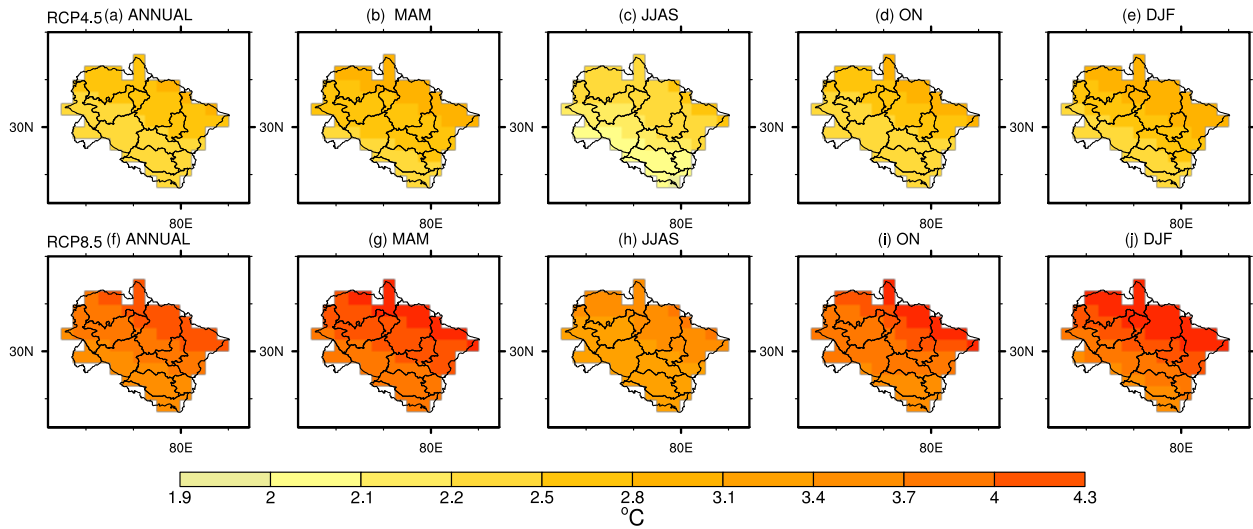 RCP4.5 (a) ANNUAL (b) MAM (c) JJAS (d) ON (e) DJF
30N 30N 30N 30N 30N
80E 80E 80E 80E 80E
RCP8.5 (f) ANNUAL (g) MAM (h) JJAS (i) ON (j) DJF
30N 30N 30N 30N 30N
80E 80E 80E 80E 80E
1.9 2 2.1 2.2 2.5 2.8 3.1 3.4 3.7 4 4.3
°C